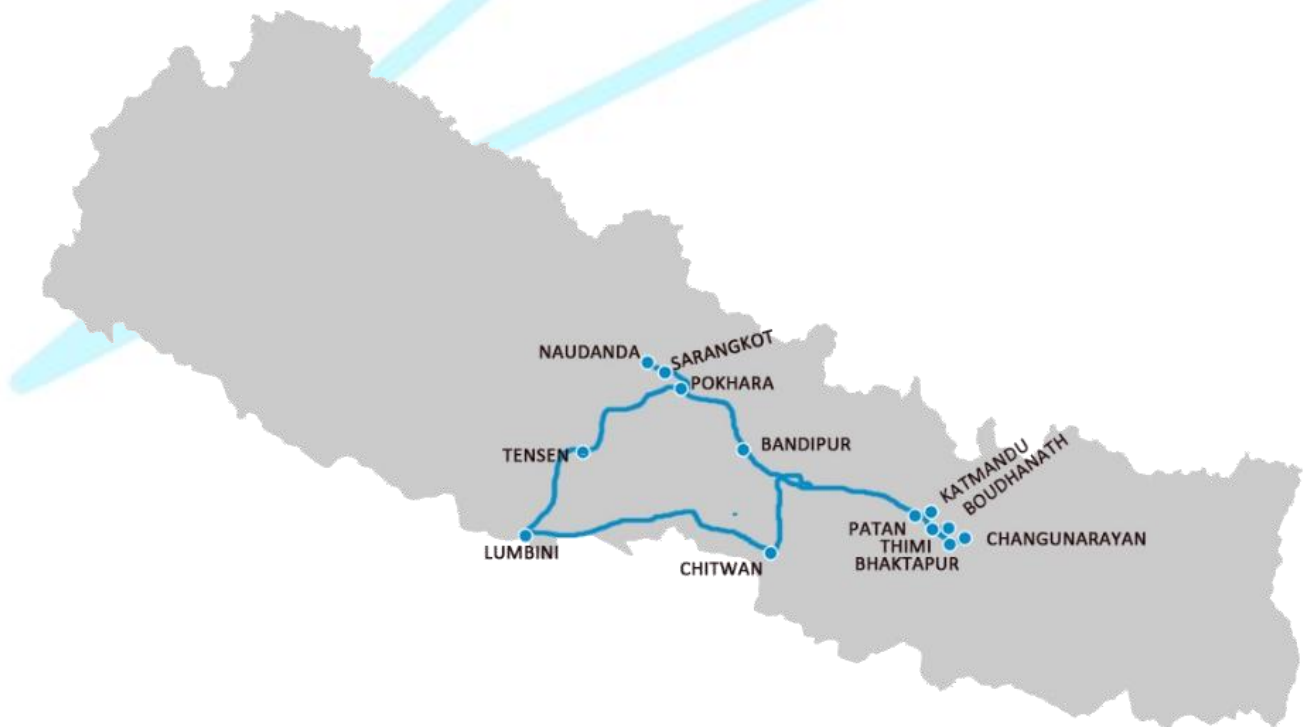 NAUDANDA
SARANGKOT
POKHARA
TENSEN
BANDIPUR
KATMANDU
BOUDHANATH
PATAN
THIMI
BHAKTAPUR
CHANGUNARAYAN
LUMBINI
CHITWAN